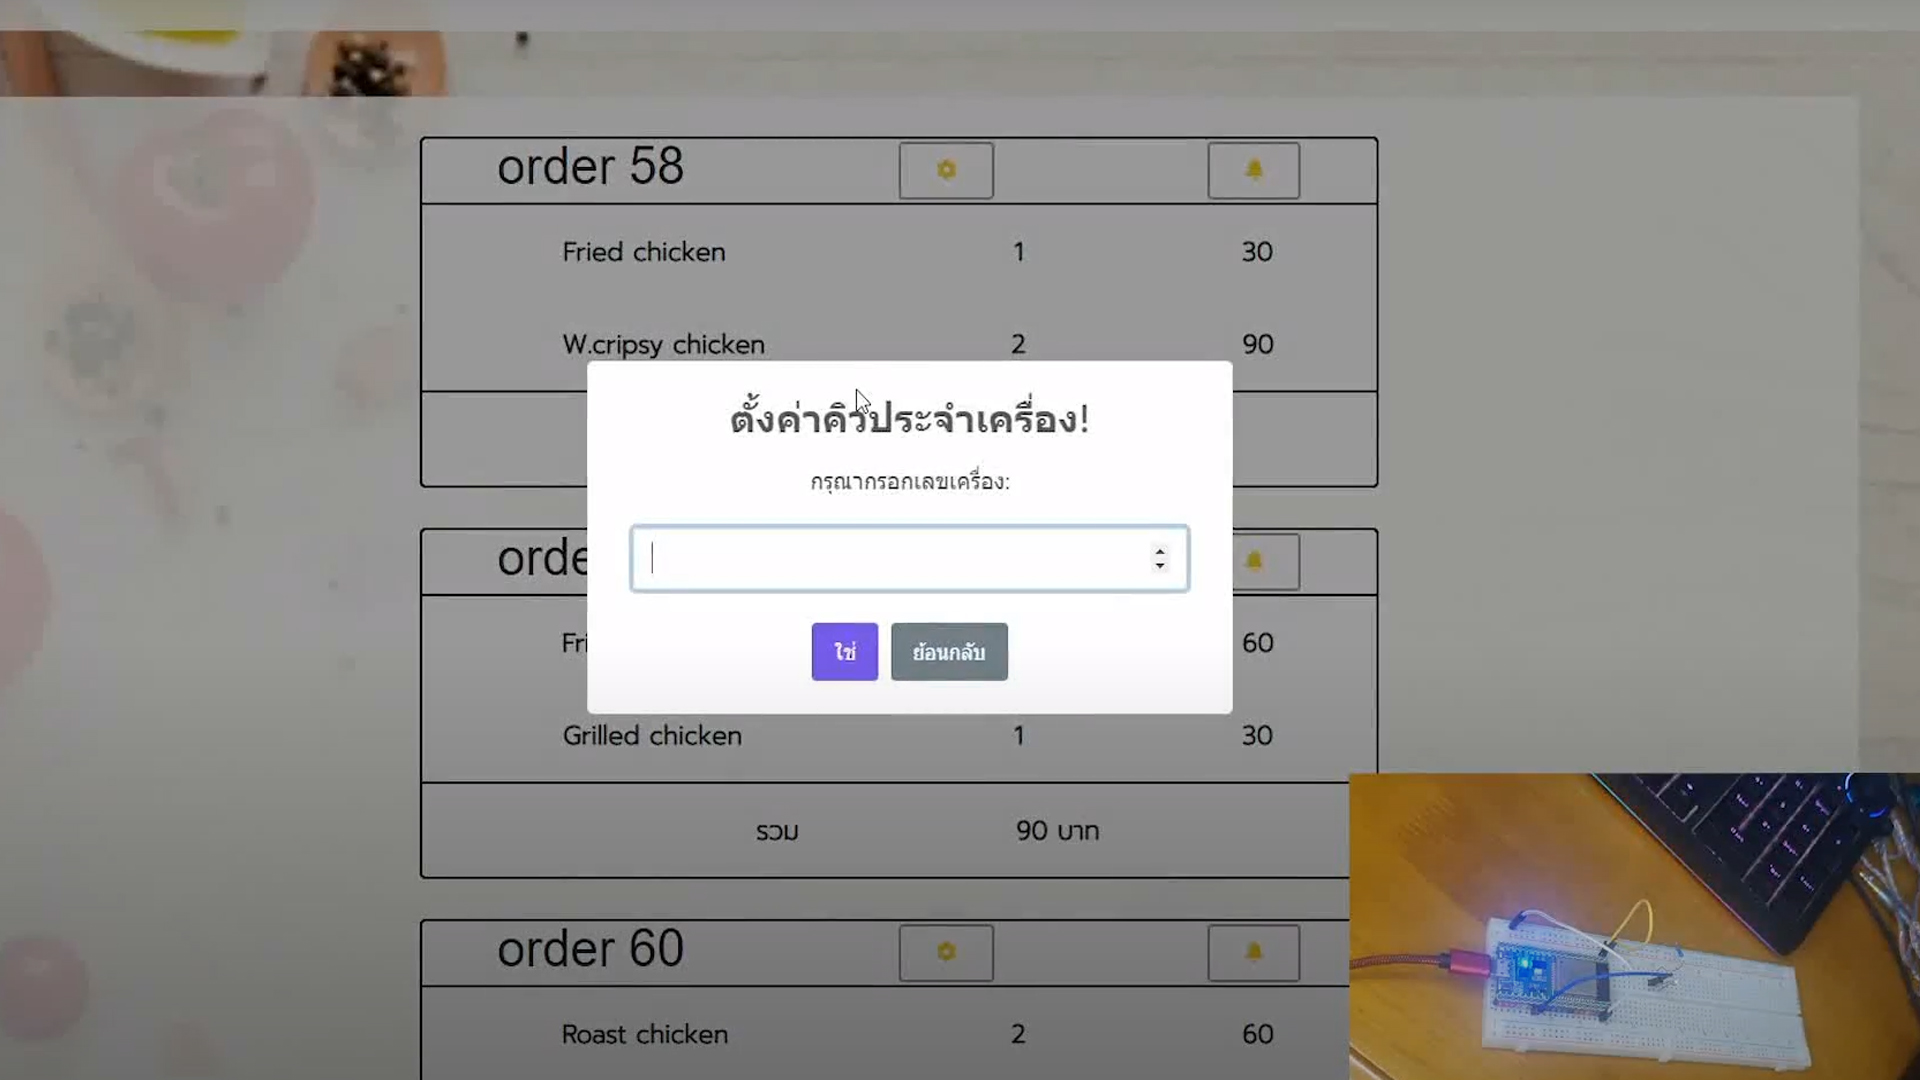 order 58
Fried chicken 1 30
W.cripsy chicken 2 90
ตั้งค่าคิวประจำเครื่อง!
กรุณากรอกเลขเครื่อง:
ใช่ ย้อนกลับ
60
Grilled chicken 1 30
รวม 90 บาท
order 60
Roast chicken 2 60